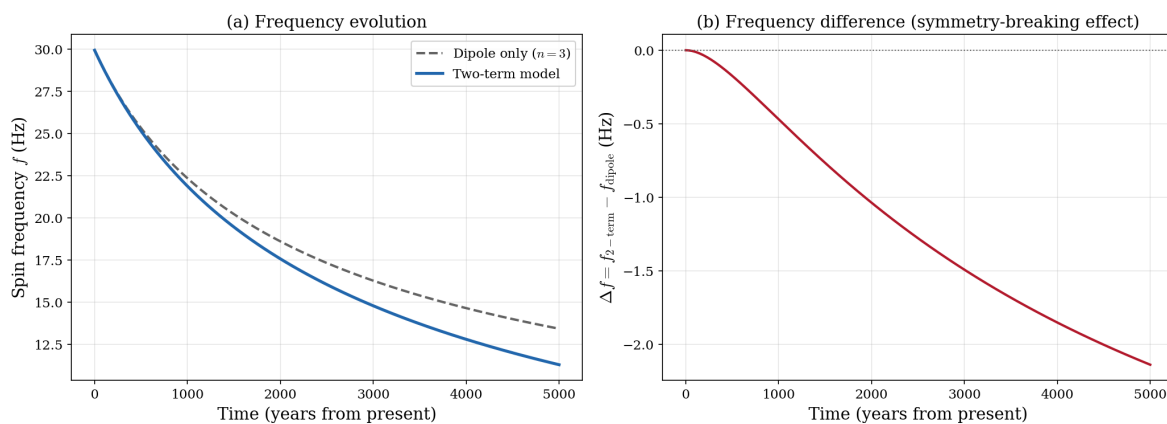 (a) Frequency evolution
Spin frequency f (Hz)
30.0
27.5
25.0
22.5
20.0
17.5
15.0
12.5
Dipole only (n = 3)
Two-term model
0 1000 2000 3000 4000 5000
Time (years from present)
(b) Frequency difference (symmetry-breaking effect)
Δf = f2−term − fdipole (Hz)
0.0
−0.5
−1.0
−1.5
−2.0
0 1000 2000 3000 4000 5000
Time (years from present)